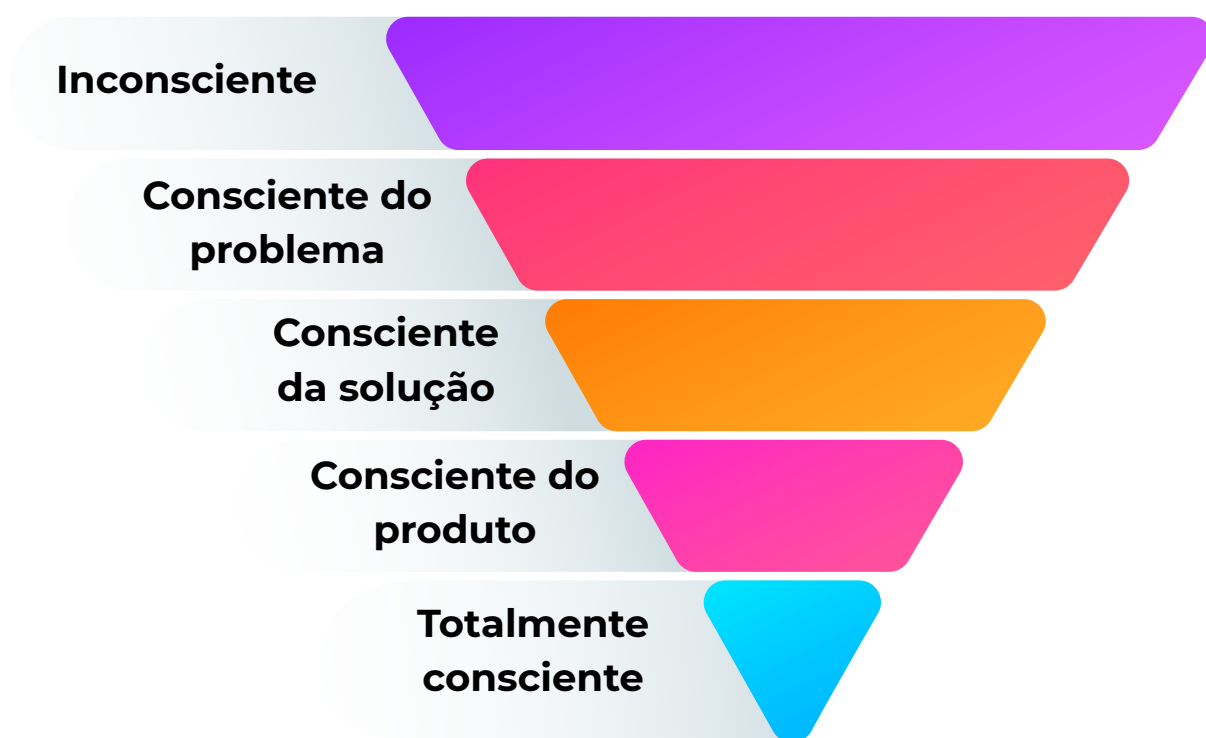 Inconsciente
Consciente do
problema
Consciente
da solução
Consciente do
produto
Totalmente
consciente